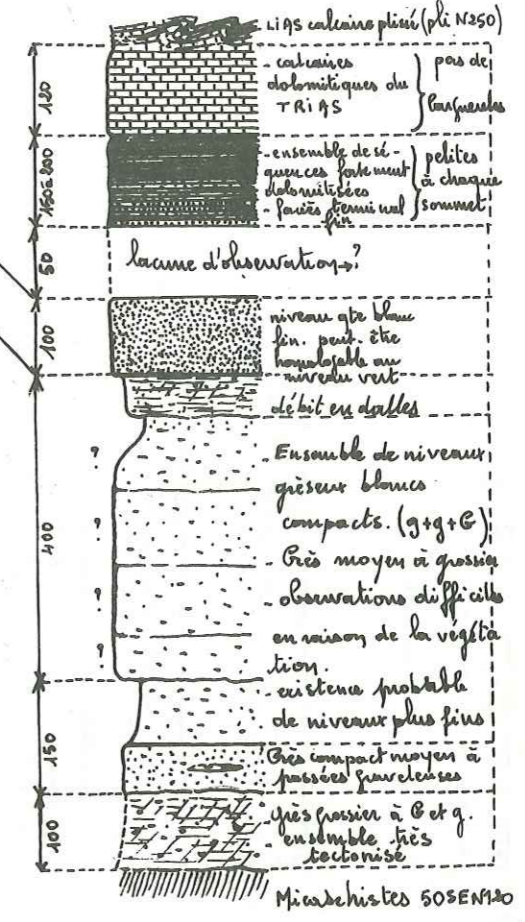 LIAS calcaire plissé (pli N250)
120
- calcaires dolomitiques du TRIAS
pas de
150 à 200
- ensemble de sé-
quences fortement
dolomitisées
- faciès terminal
fin
pelites
à chaque
sommet
50
lacune d'observation → ?
100
niveau qte blanc
fin. peut. être
homologable au
niveau vert
débit en dalles
400
?
?
?
- Ensemble de niveaux
gréseux blancs
compacts. (g+g+G)
- Grès moyen à grossier
- observations difficiles
en raison de la végéta
tion.
- existence probable
de niveaux plus fins
150
Grès compact moyen à
passées graveleuses
100
- grès grossier à G et g.
- ensemble très
tectonisé
Micaschistes 50SEN120